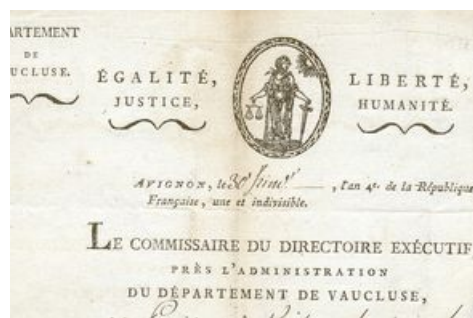 ARTEMENT
DE
UCLUSE.
ÉGALITÉ,
JUSTICE,
LIBERTÉ,
HUMANITÉ.
AVIGNON, le 30 frim.re, l'an 4e. de la République
Française, une et indivisible.
LE COMMISSAIRE DU DIRECTOIRE EXÉCUTIF
PRÈS L'ADMINISTRATION
DU DÉPARTEMENT DE VAUCLUSE,